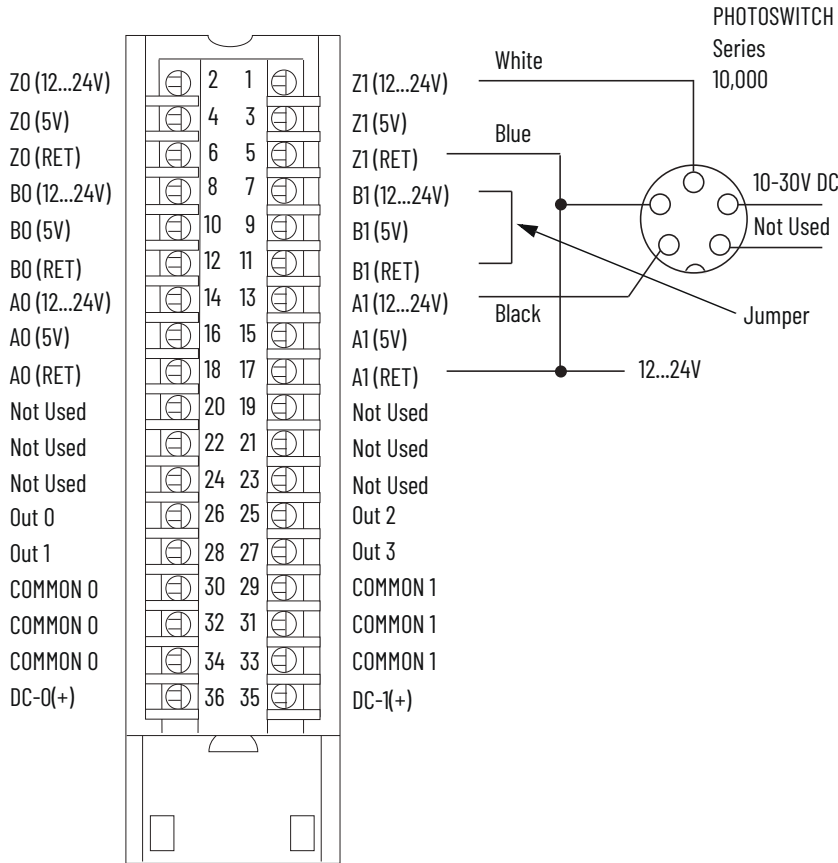 PHOTOSWITCH
Series
10,000
White
Z0 (12...24V) 2 1 Z1 (12...24V)
Z0 (5V) 4 3 Z1 (5V)
Blue
Z0 (RET) 6 5 Z1 (RET)
B0 (12...24V) 8 7 B1 (12...24V)
10-30V DC
B0 (5V) 10 9 B1 (5V)
Not Used
B0 (RET) 12 11 B1 (RET)
A0 (12...24V) 14 13 A1 (12...24V)
Black
Jumper
A0 (5V) 16 15 A1 (5V)
A0 (RET) 18 17 A1 (RET)
12...24V
Not Used 20 19 Not Used
Not Used 22 21 Not Used
Not Used 24 23 Not Used
Out 0 26 25 Out 2
Out 1 28 27 Out 3
COMMON 0 30 29 COMMON 1
COMMON 0 32 31 COMMON 1
COMMON 0 34 33 COMMON 1
DC-0(+) 36 35 DC-1(+)